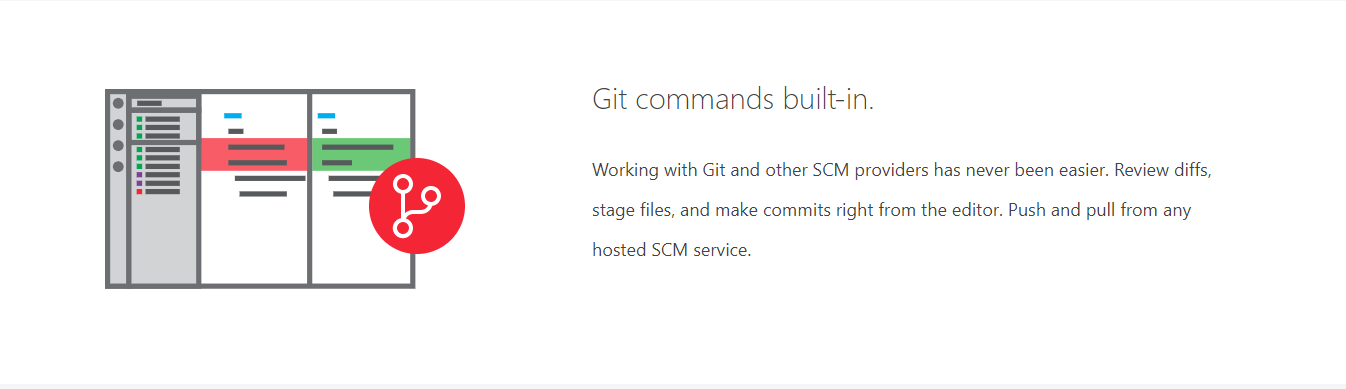 Git commands built-in.
Working with Git and other SCM providers has never been easier. Review diffs,
stage files, and make commits right from the editor. Push and pull from any
hosted SCM service.